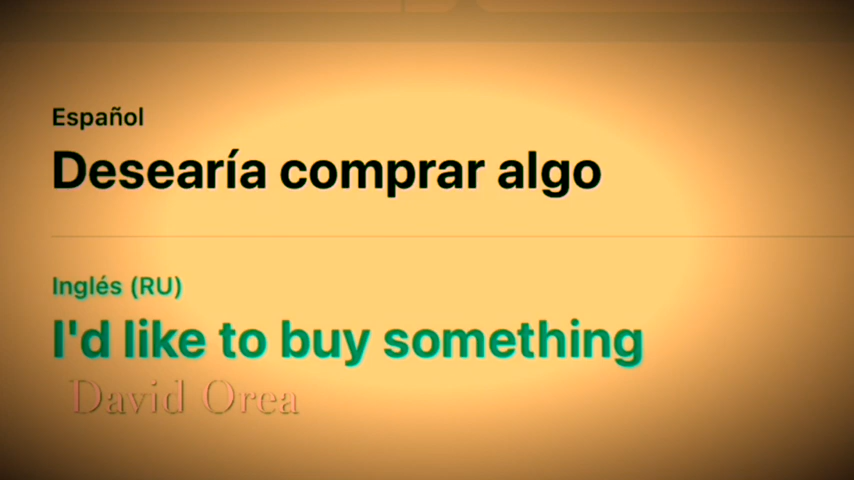 Español
Desearía comprar algo
Inglés (RU)
I'd like to buy something
David Orea